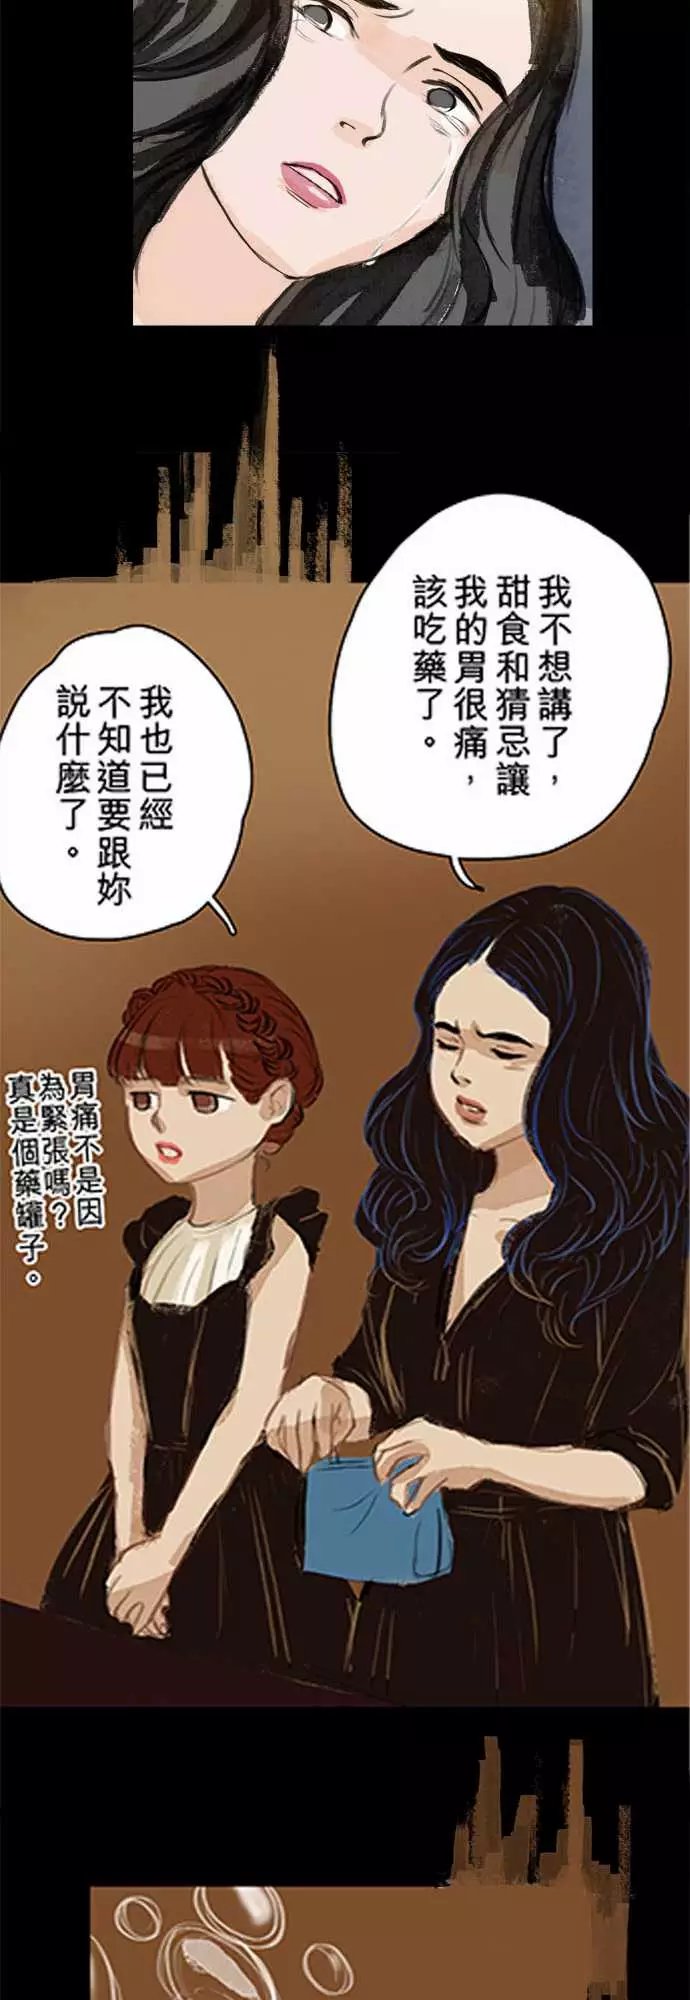 我不想講了，
甜食和猜忌讓
我的胃很痛，
該吃藥了。
我也已經
不知道要跟妳
說什麼了。
胃痛不是因
為緊張嗎？
真是個藥罐子。